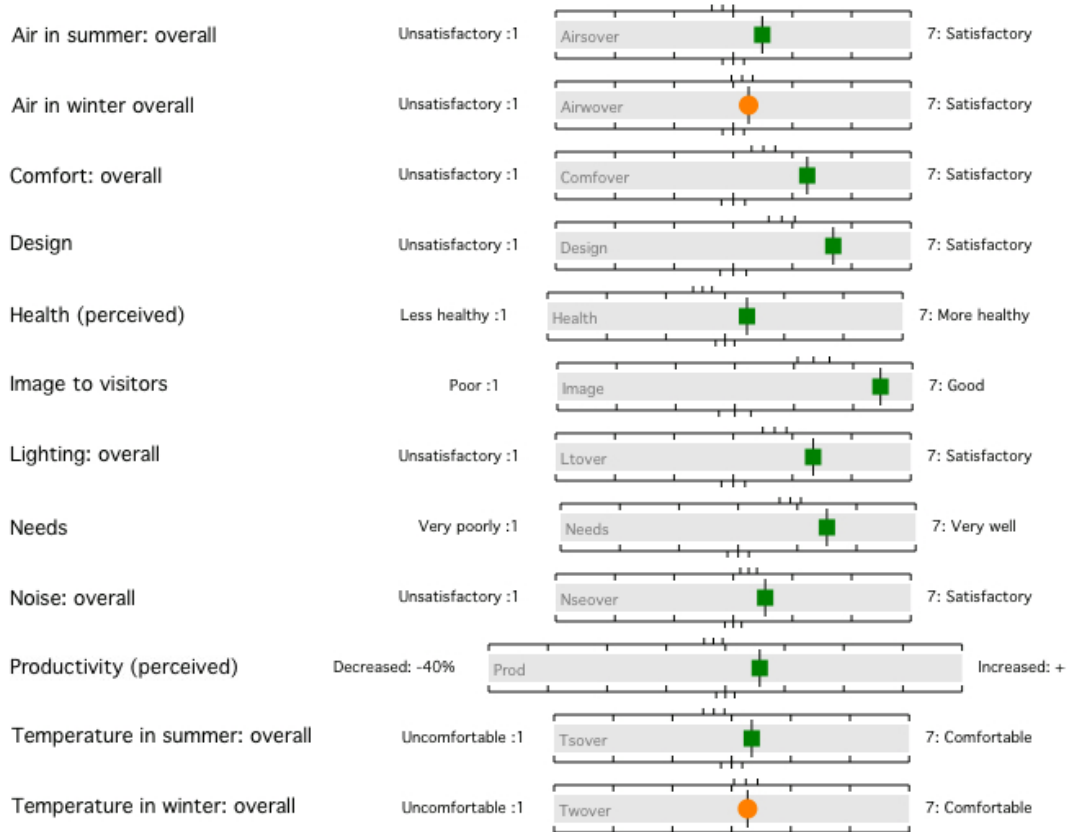 Air in summer: overall Unsatisfactory :1 Airsover 7: Satisfactory
Air in winter overall Unsatisfactory :1 Airwover 7: Satisfactory
Comfort: overall Unsatisfactory :1 Comfover 7: Satisfactory
Design Unsatisfactory :1 Design 7: Satisfactory
Health (perceived) Less healthy :1 Health 7: More healthy
Image to visitors Poor :1 Image 7: Good
Lighting: overall Unsatisfactory :1 Ltover 7: Satisfactory
Needs Very poorly :1 Needs 7: Very well
Noise: overall Unsatisfactory :1 Nseover 7: Satisfactory
Productivity (perceived) Decreased: -40% Prod Increased: +
Temperature in summer: overall Uncomfortable :1 Tsover 7: Comfortable
Temperature in winter: overall Uncomfortable :1 Twover 7: Comfortable